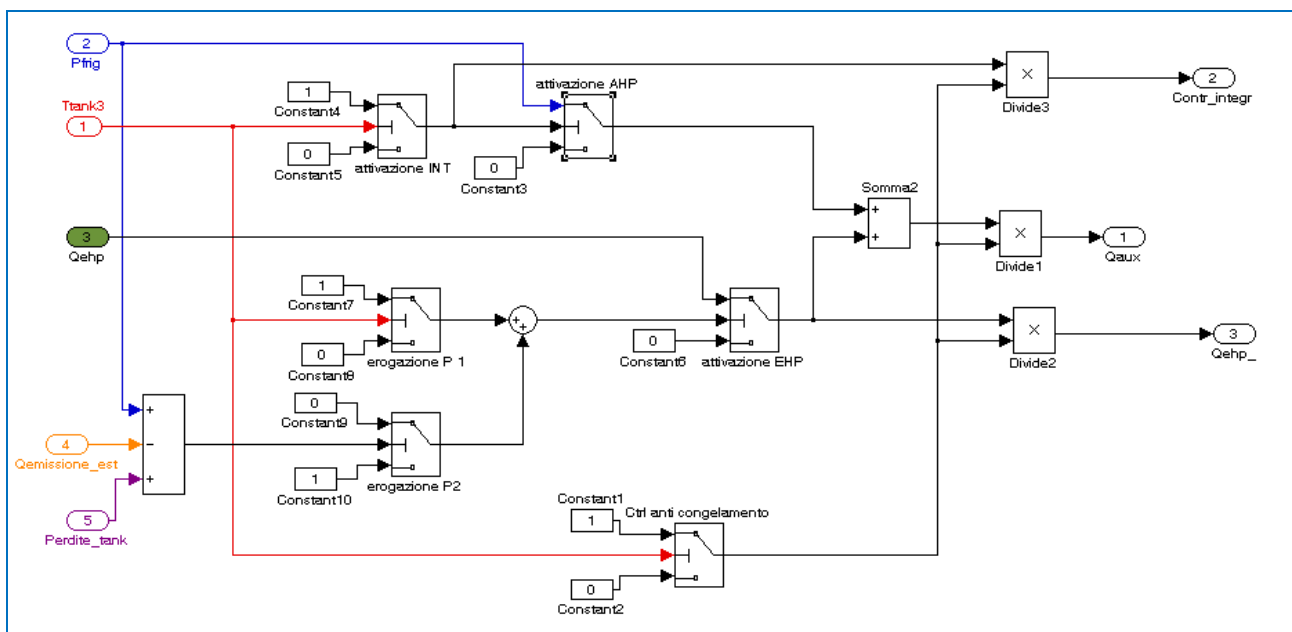 2
Pfrig
Ttank3
1
1
Constant4
0
Constant5
attivazione INT
attivazione AHP
0
Constant3
×
Divide3
2
Contr_integr
3
Qehp
Somma2
+
+
×
Divide1
1
Qaux
1
Constant7
0
Constant8
erogazione P 1
+
+
0
Constant6
attivazione EHP
×
Divide2
3
Qehp_
+
−
+
4
Qemissione_est
5
Perdite_tank
0
Constant9
1
Constant10
erogazione P2
Constant1
1
Ctrl anti congelamento
0
Constant2